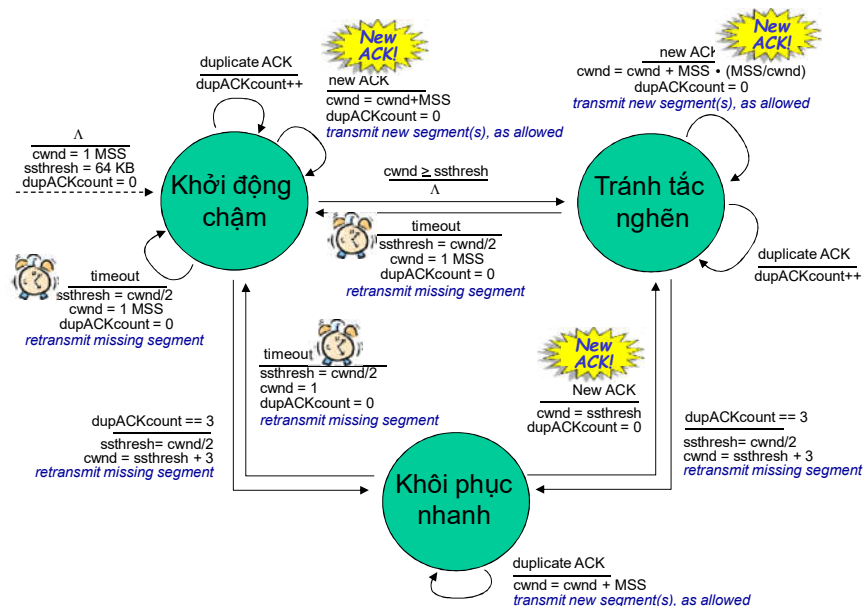 New
ACK!
duplicate ACK
dupACKcount++
new ACK
cwnd = cwnd+MSS
dupACKcount = 0
transmit new segment(s), as allowed
New
ACK!
new ACK
cwnd = cwnd + MSS • (MSS/cwnd)
dupACKcount = 0
transmit new segment(s), as allowed
Λ
cwnd = 1 MSS
ssthresh = 64 KB
dupACKcount = 0
Khởi động
chậm
cwnd ≥ ssthresh
Λ
Tránh tắc
nghẽn
timeout
ssthresh = cwnd/2
cwnd = 1 MSS
dupACKcount = 0
retransmit missing segment
timeout
ssthresh = cwnd/2
cwnd = 1 MSS
dupACKcount = 0
retransmit missing segment
duplicate ACK
dupACKcount++
timeout
ssthresh = cwnd/2
cwnd = 1
dupACKcount = 0
retransmit missing segment
New
ACK!
New ACK
cwnd = ssthresh
dupACKcount = 0
dupACKcount == 3
ssthresh= cwnd/2
cwnd = ssthresh + 3
retransmit missing segment
dupACKcount == 3
ssthresh= cwnd/2
cwnd = ssthresh + 3
retransmit missing segment
Khôi phục
nhanh
duplicate ACK
cwnd = cwnd + MSS
transmit new segment(s), as allowed